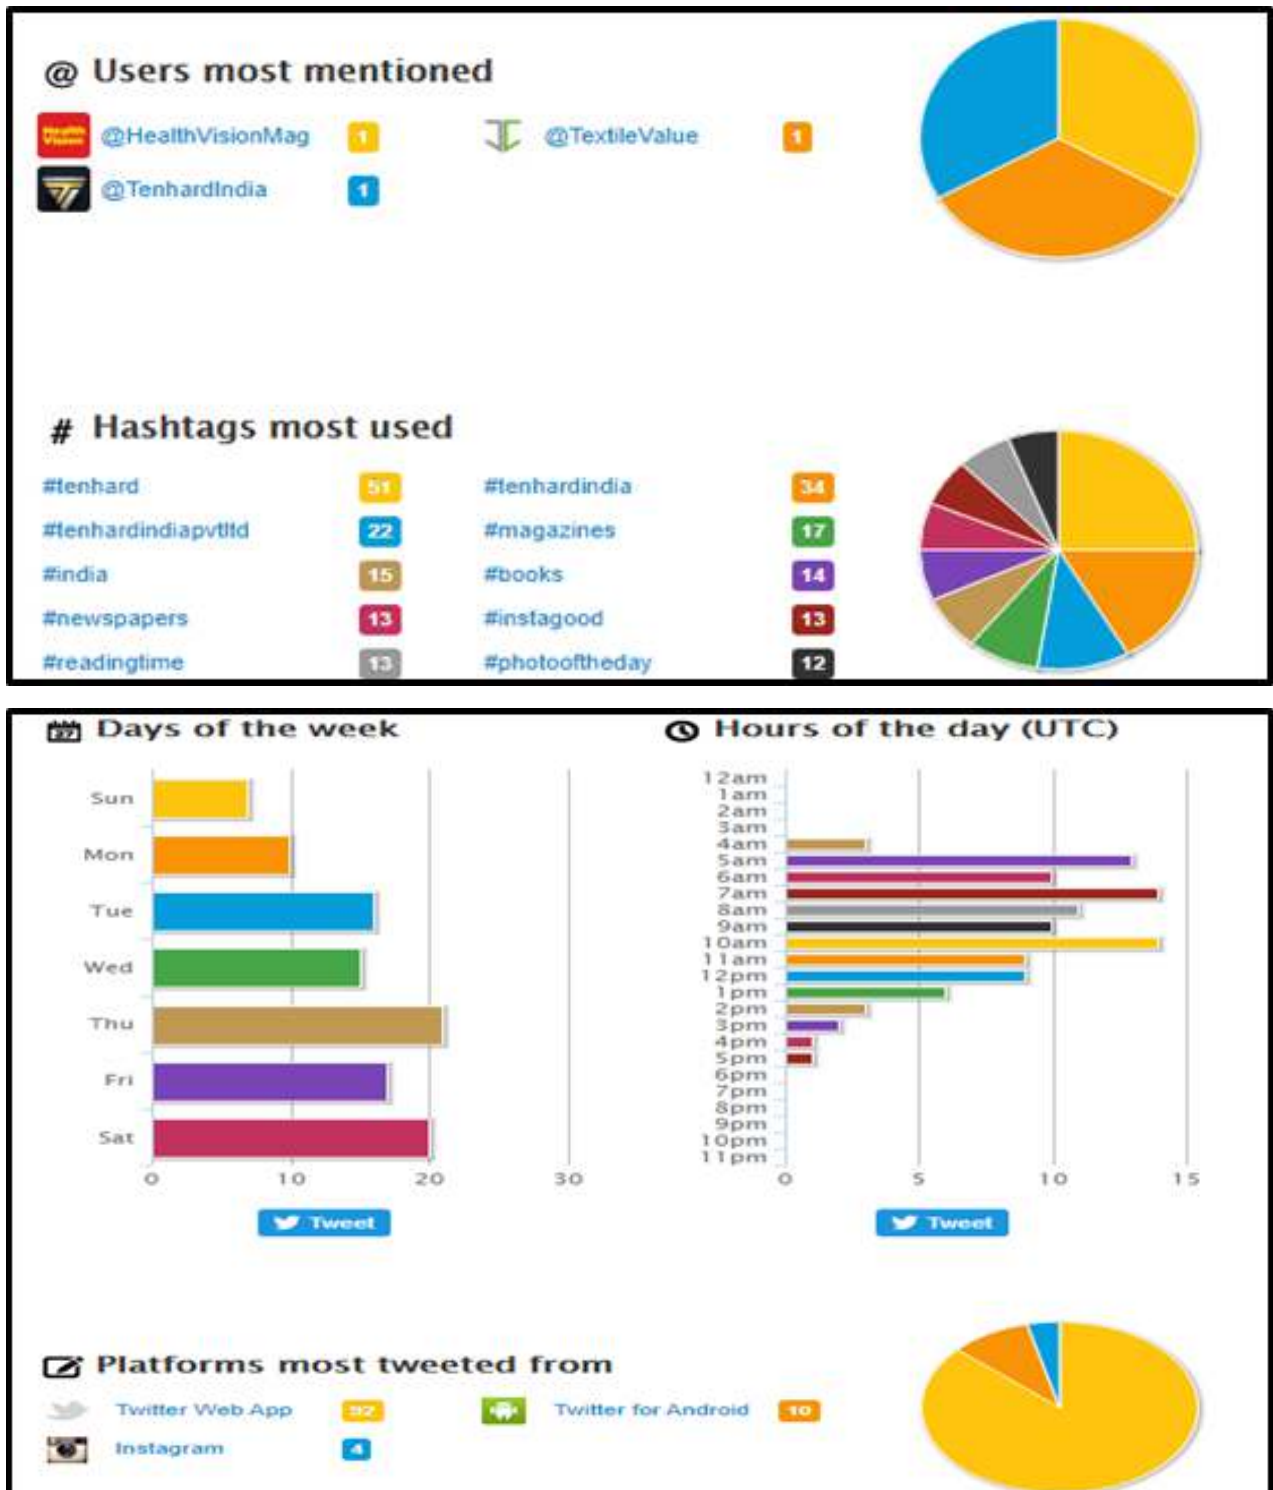 @ Users most mentioned
Health Vision @HealthVisionMag 1 @TextileValue 1
@TenhardIndia 1
# Hashtags most used
#tenhard 51 #tenhardindia 34
#tenhardindiapvtltd 22 #magazines 17
#india 15 #books 14
#newspapers 13 #instagood 13
#readingtime 13 #photooftheday 12
27 Days of the week
Sun
Mon
Tue
Wed
Thu
Fri
Sat
0 10 20 30
Tweet
Hours of the day (UTC)
12am
1am
2am
3am
4am
5am
6am
7am
8am
9am
10am
11am
12pm
1pm
2pm
3pm
4pm
5pm
6pm
7pm
8pm
9pm
10pm
11pm
0 5 10 15
Tweet
Platforms most tweeted from
Twitter Web App 92 Twitter for Android 10
Instagram 4